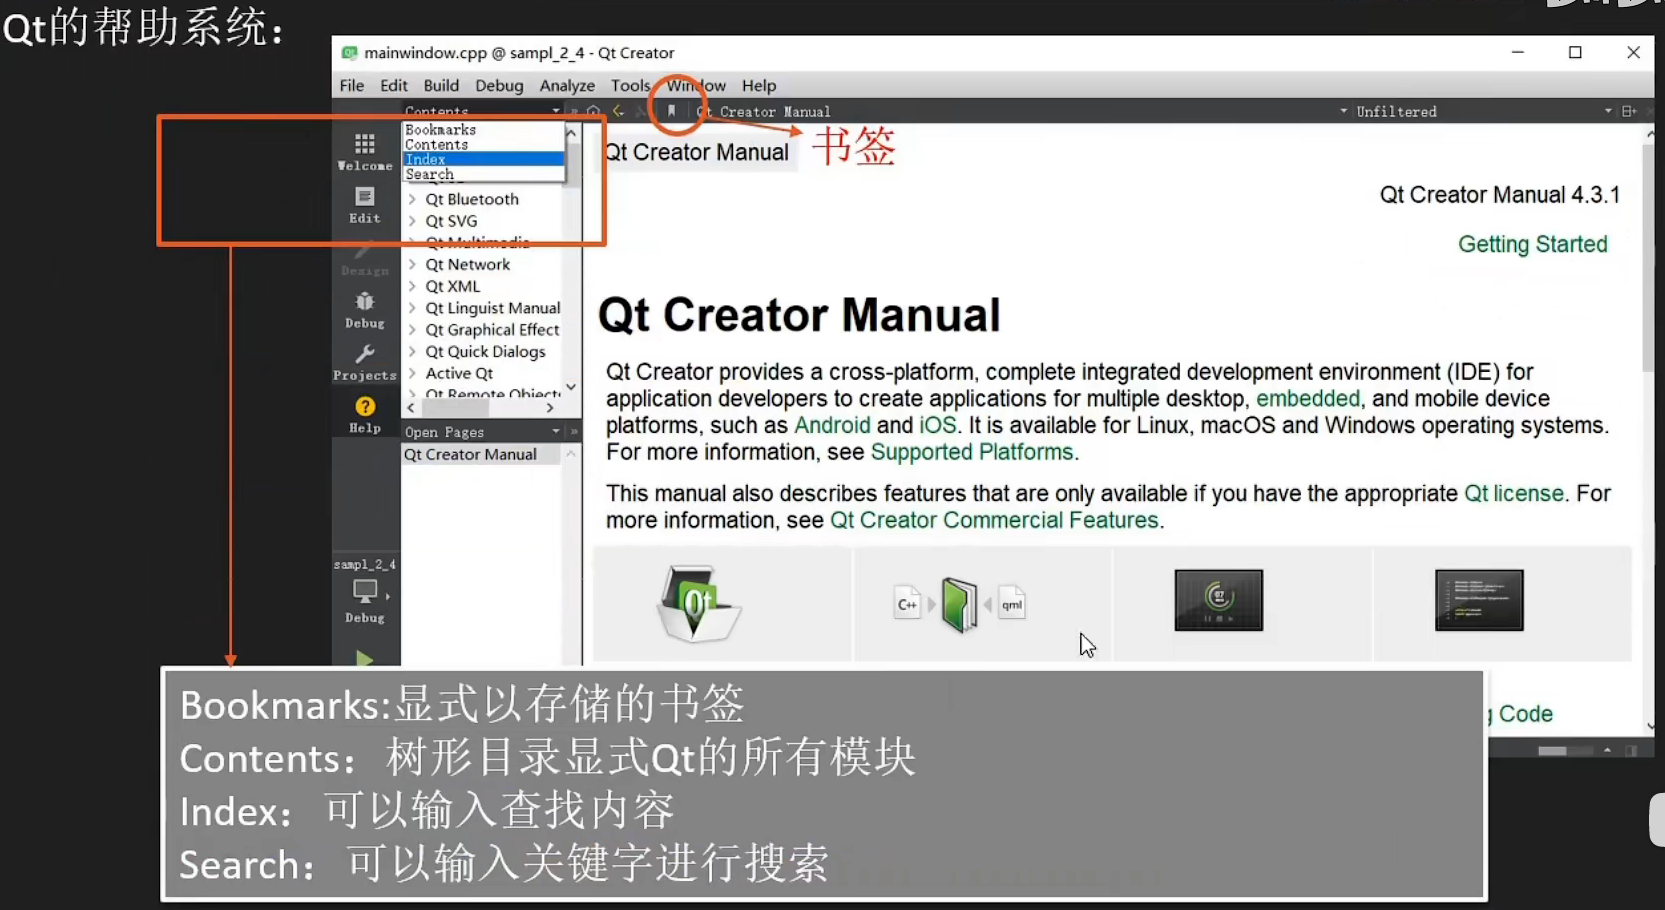 Qt的帮助系统：
mainwindow.cpp @ sampl_2_4 - Qt Creator
File Edit Build Debug Analyze Tools Window Help
Contents
Qt Creator Manual
Unfiltered
Bookmarks
Contents
Index
Search
书签
Welcome
Edit
Design
Debug
Projects
Help
Qt Bluetooth
Qt SVG
Qt Multimedia
Qt Network
Qt XML
Qt Linguist Manual
Qt Graphical Effect
Qt Quick Dialogs
Active Qt
Qt Remote Object
Open Pages
Qt Creator Manual
sampl_2_4
Debug
Qt Creator Manual
Qt Creator Manual 4.3.1
Getting Started
Qt Creator Manual
Qt Creator provides a cross-platform, complete integrated development environment (IDE) for
application developers to create applications for multiple desktop, embedded, and mobile device
platforms, such as Android and iOS. It is available for Linux, macOS and Windows operating systems.
For more information, see Supported Platforms.
This manual also describes features that are only available if you have the appropriate Qt license. For
more information, see Qt Creator Commercial Features.
Qt
C++
qml
Code
Bookmarks:显式以存储的书签
Contents：树形目录显式Qt的所有模块
Index：可以输入查找内容
Search：可以输入关键字进行搜索